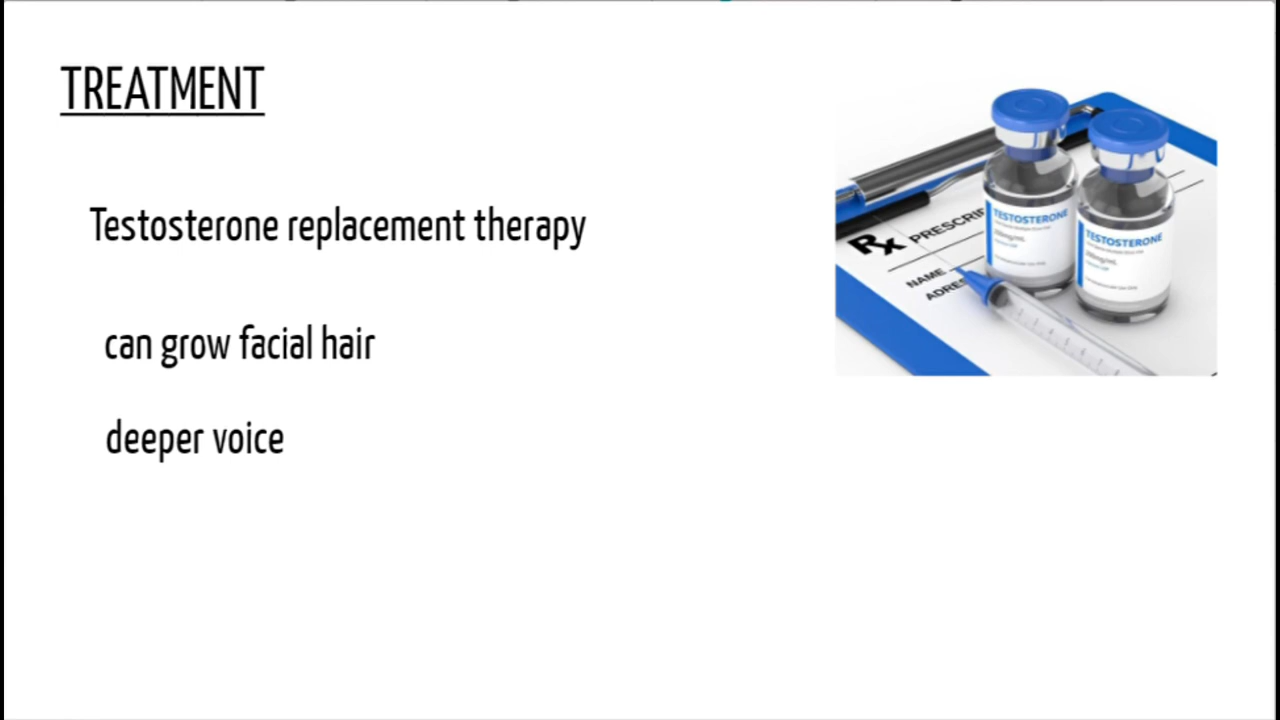 TREATMENT
Testosterone replacement therapy
can grow facial hair
deeper voice
TESTOSTERONE
TESTOSTERONE
Rx PRESCRIP
NAME
ADRES